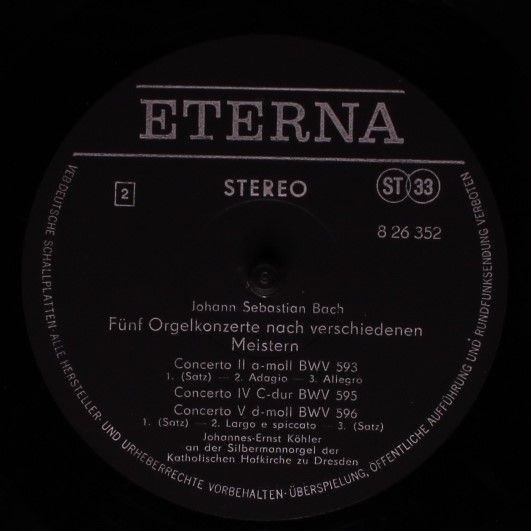 ETERNA
2
STEREO
ST 33
8 26 352
Johann Sebastian Bach
Fünf Orgelkonzerte nach verschiedenen
Meistern
Concerto II a-moll BWV 593
1. (Satz) — 2. Adagio — 3. Allegro
Concerto IV C-dur BWV 595
Concerto V d-moll BWV 596
1. (Satz) — 2. Largo e spiccato — 3. (Satz)
Johannes-Ernst Köhler
an der Silbermannorgel der
Katholischen Hofkirche zu Dresden
VEB DEUTSCHE SCHALLPLATTEN · ALLE HERSTELLER- UND URHEBERRECHTE VORBEHALTEN · ÜBERSPIELUNG, ÖFFENTLICHE AUFFÜHRUNG UND RUNDFUNKSENDUNG VERBOTEN